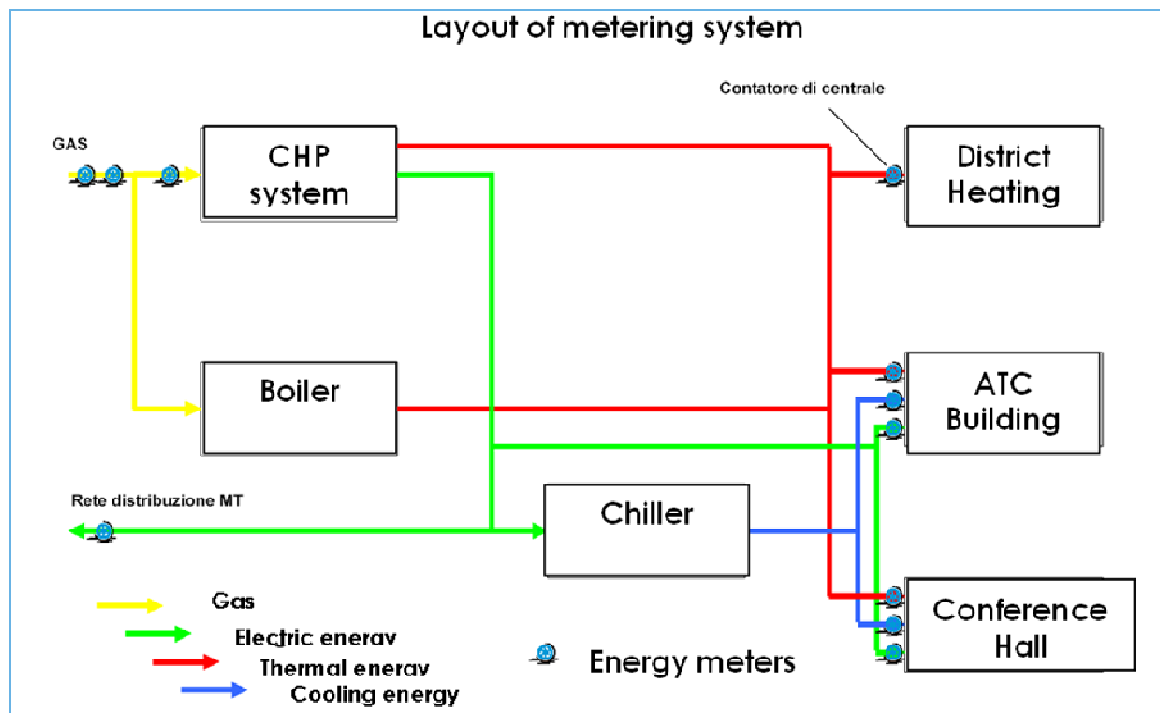 Layout of metering system
Contatore di centrale
GAS
CHP
system
District
Heating
Boiler
ATC
Building
Rete distribuzione MT
Chiller
Conference
Hall
Gas
Electric energy
Thermal energy
Cooling energy
Energy meters